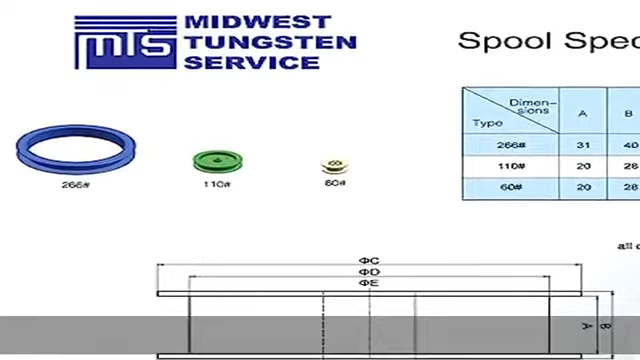 MTS
MIDWEST
TUNGSTEN
SERVICE
Spool Spec
Dimen-
sions
Type
A
B
266#
31
40
110#
20
28
60#
20
28
266#
110#
60#
all
ΦC
ΦD
ΦE
A
B